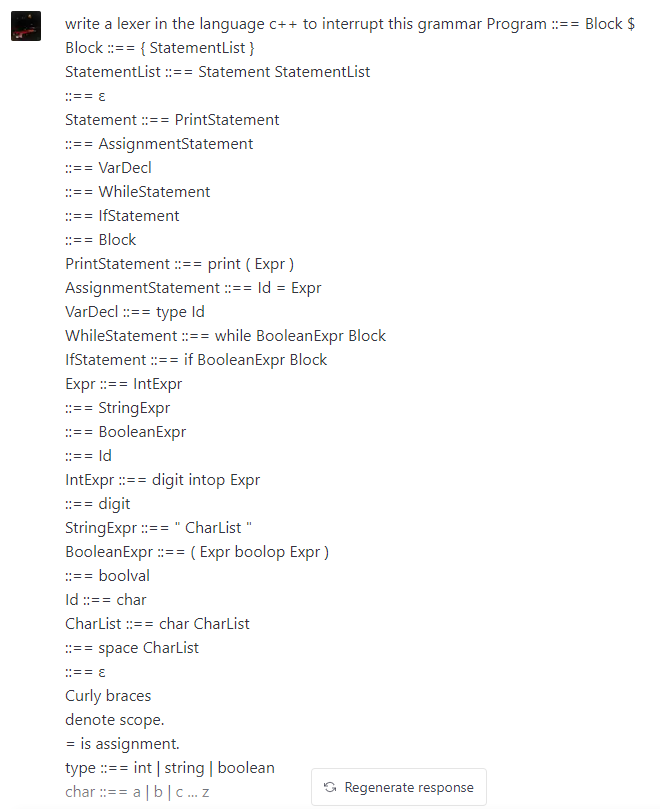 write a lexer in the language c++ to interrupt this grammar Program ::== Block $
Block ::== { StatementList }
StatementList ::== Statement StatementList
::== ε
Statement ::== PrintStatement
::== AssignmentStatement
::== VarDecl
::== WhileStatement
::== IfStatement
::== Block
PrintStatement ::== print ( Expr )
AssignmentStatement ::== Id = Expr
VarDecl ::== type Id
WhileStatement ::== while BooleanExpr Block
IfStatement ::== if BooleanExpr Block
Expr ::== IntExpr
::== StringExpr
::== BooleanExpr
::== Id
IntExpr ::== digit intop Expr
::== digit
StringExpr ::== " CharList "
BooleanExpr ::== ( Expr boolop Expr )
::== boolval
Id ::== char
CharList ::== char CharList
::== space CharList
::== ε
Curly braces
denote scope.
= is assignment.
type ::== int | string | boolean
char ::== a | b | c ... z
Regenerate response